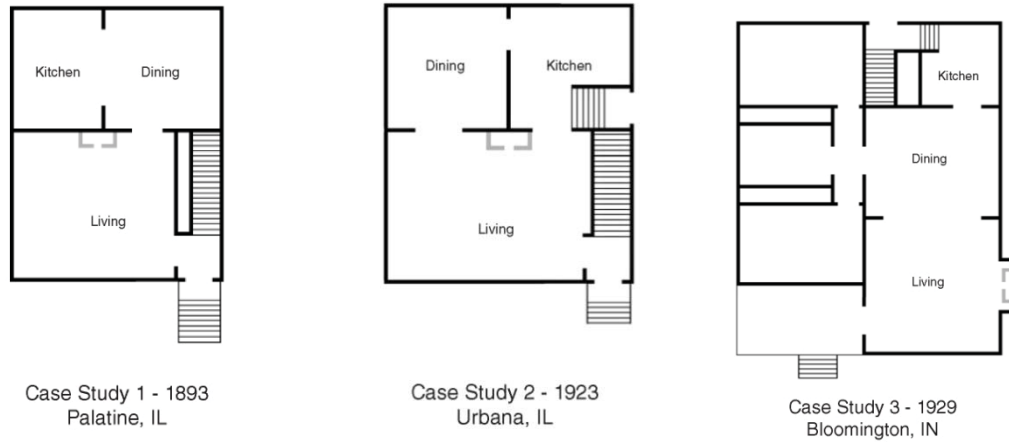 Kitchen
Dining
Living
Case Study 1 - 1893
Palatine, IL
Dining
Kitchen
Living
Case Study 2 - 1923
Urbana, IL
Kitchen
Dining
Living
Case Study 3 - 1929
Bloomington, IN